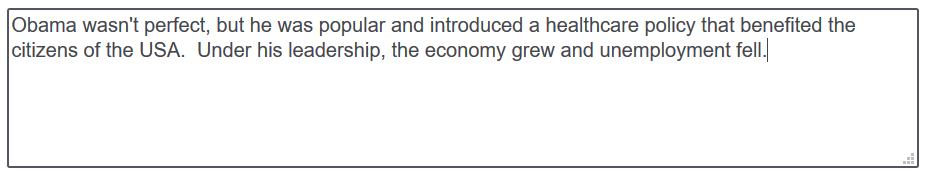 Obama wasn't perfect, but he was popular and introduced a healthcare policy that benefited the
citizens of the USA.  Under his leadership, the economy grew and unemployment fell.